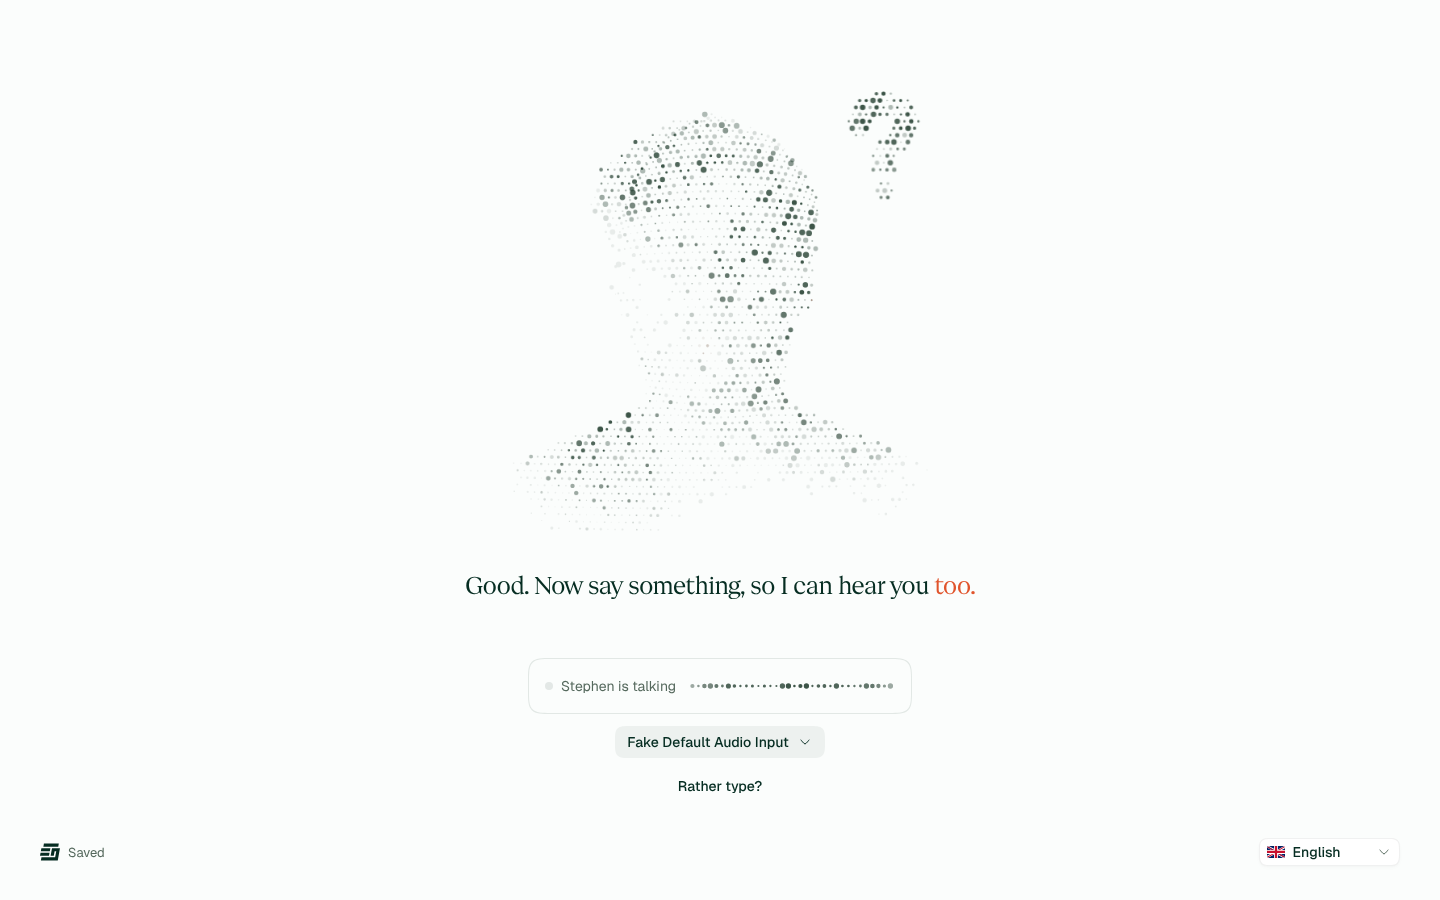 Good. Now say something, so I can hear you too.
Stephen is talking
Fake Default Audio Input
Rather type?
Saved
English